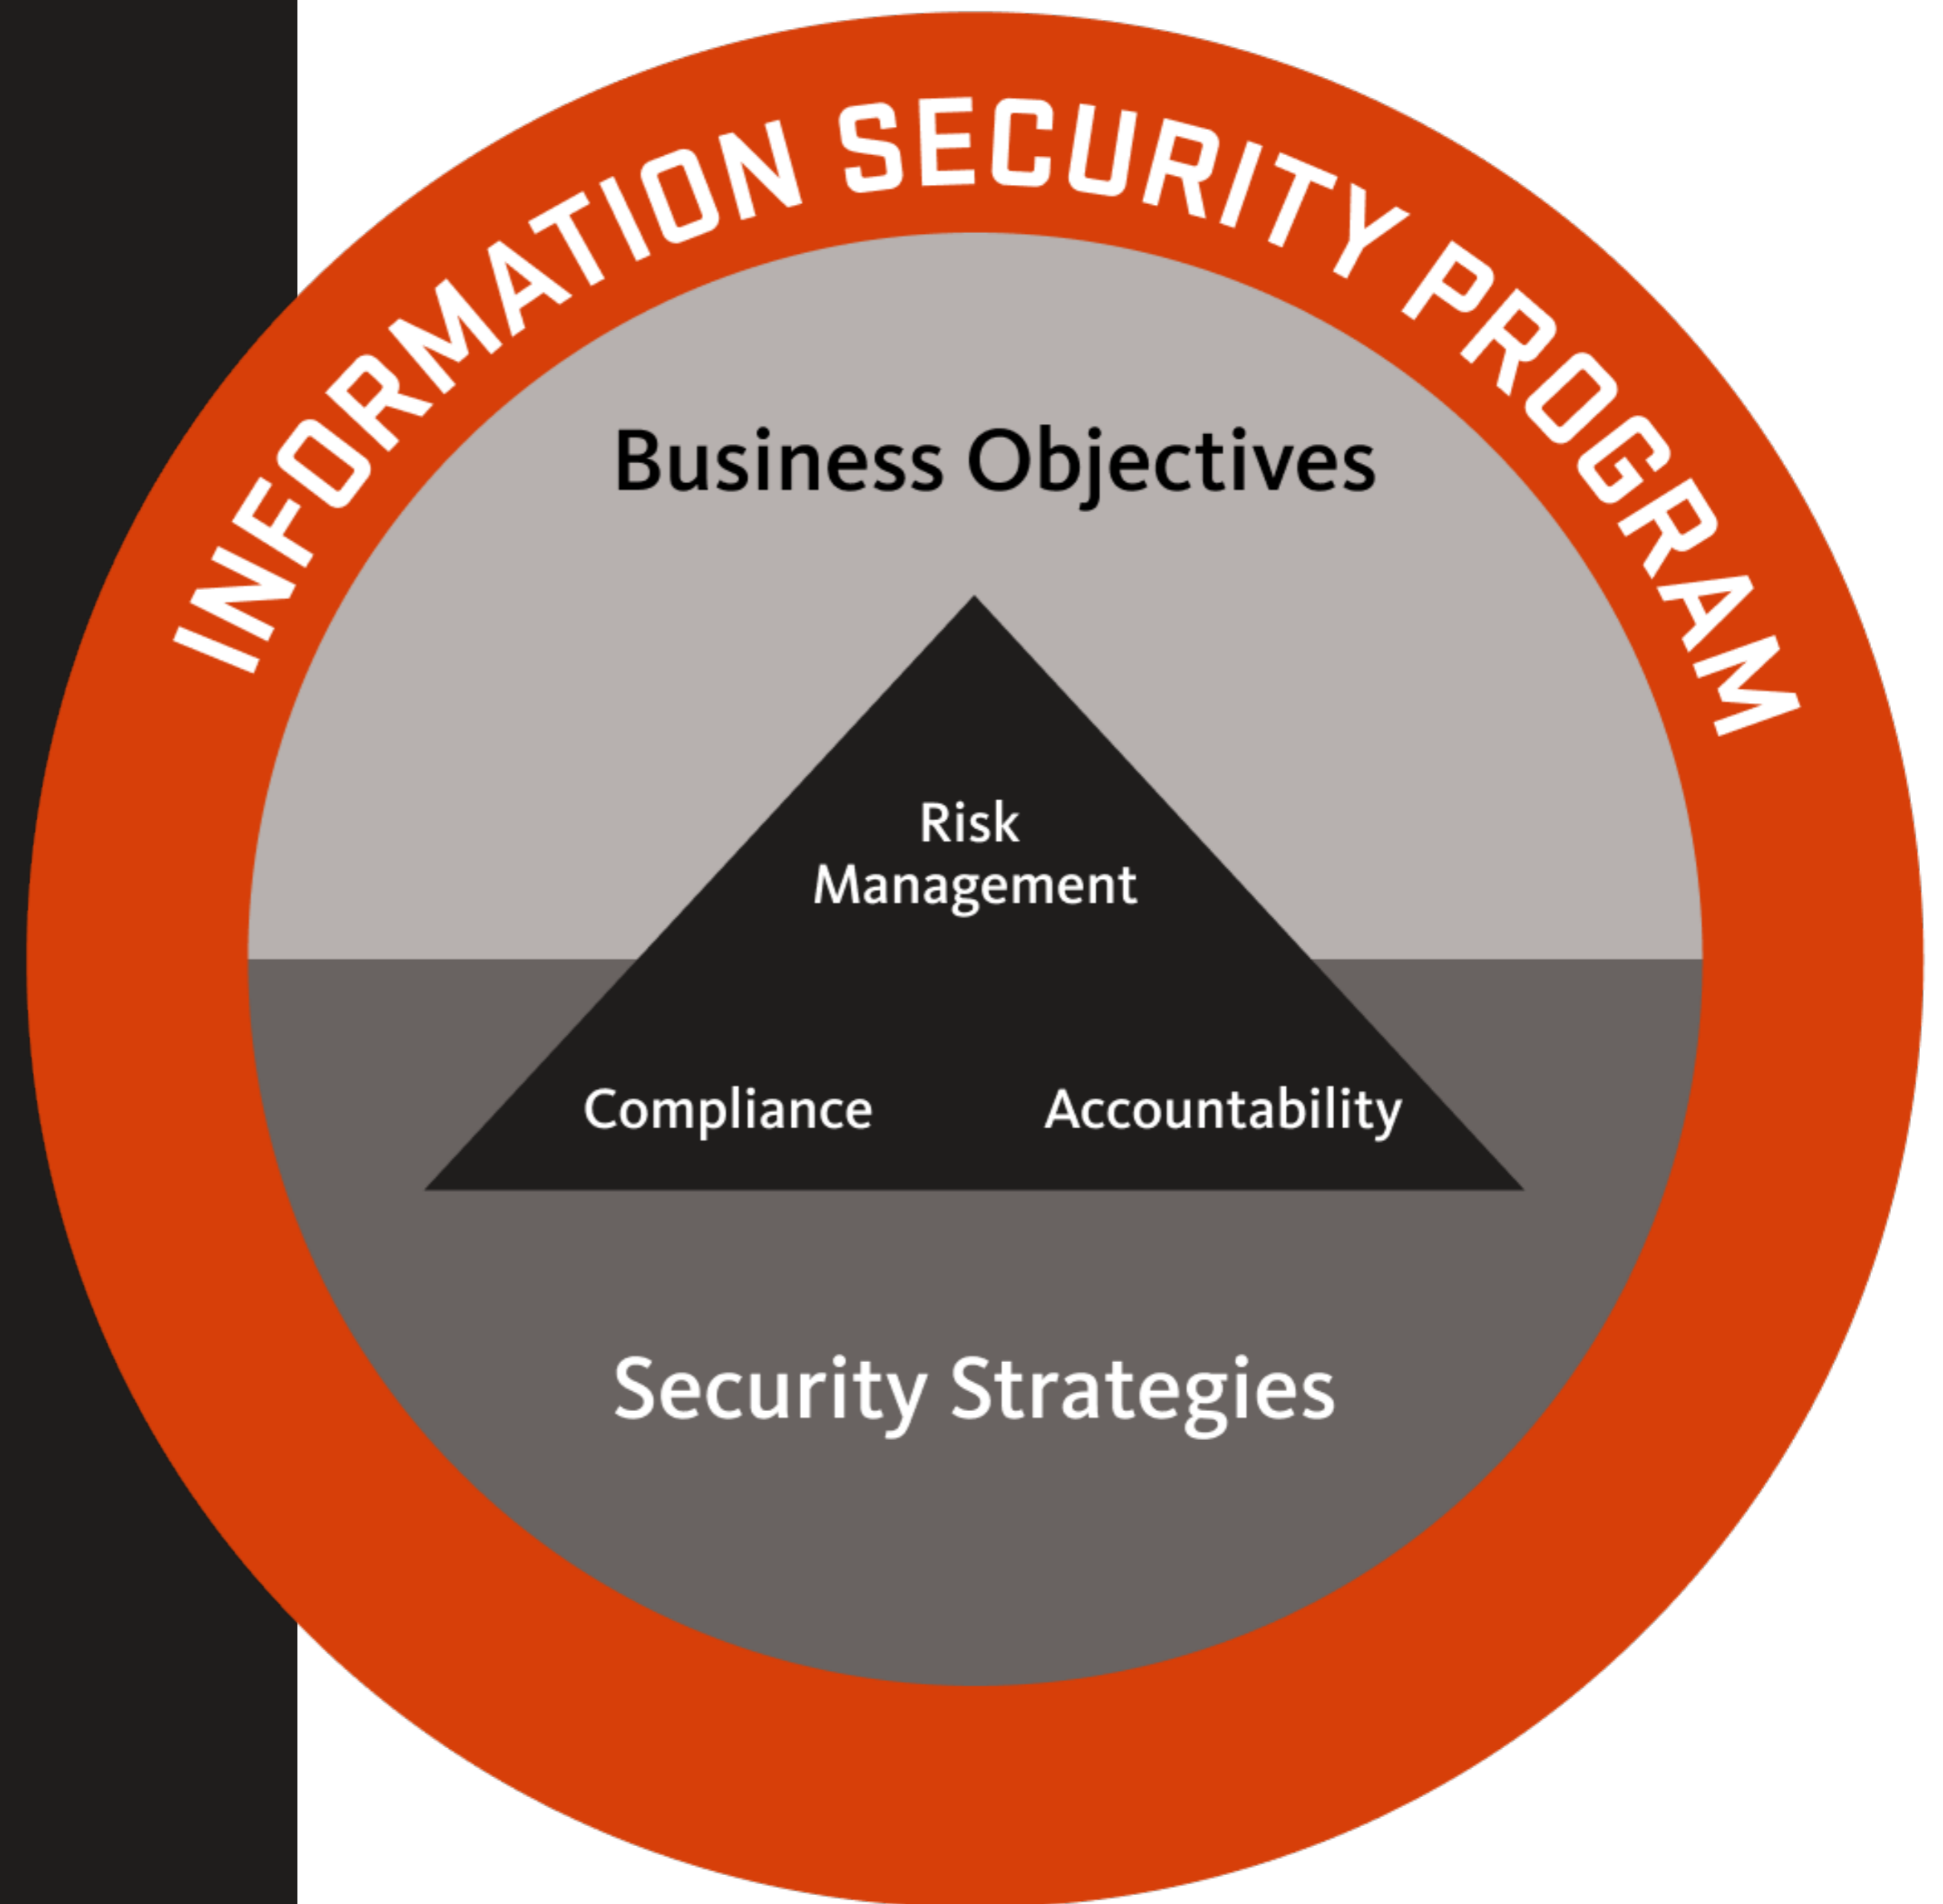 INFORMATION SECURITY PROGRAM
Business Objectives
Risk
Management
Compliance
Accountability
Security Strategies